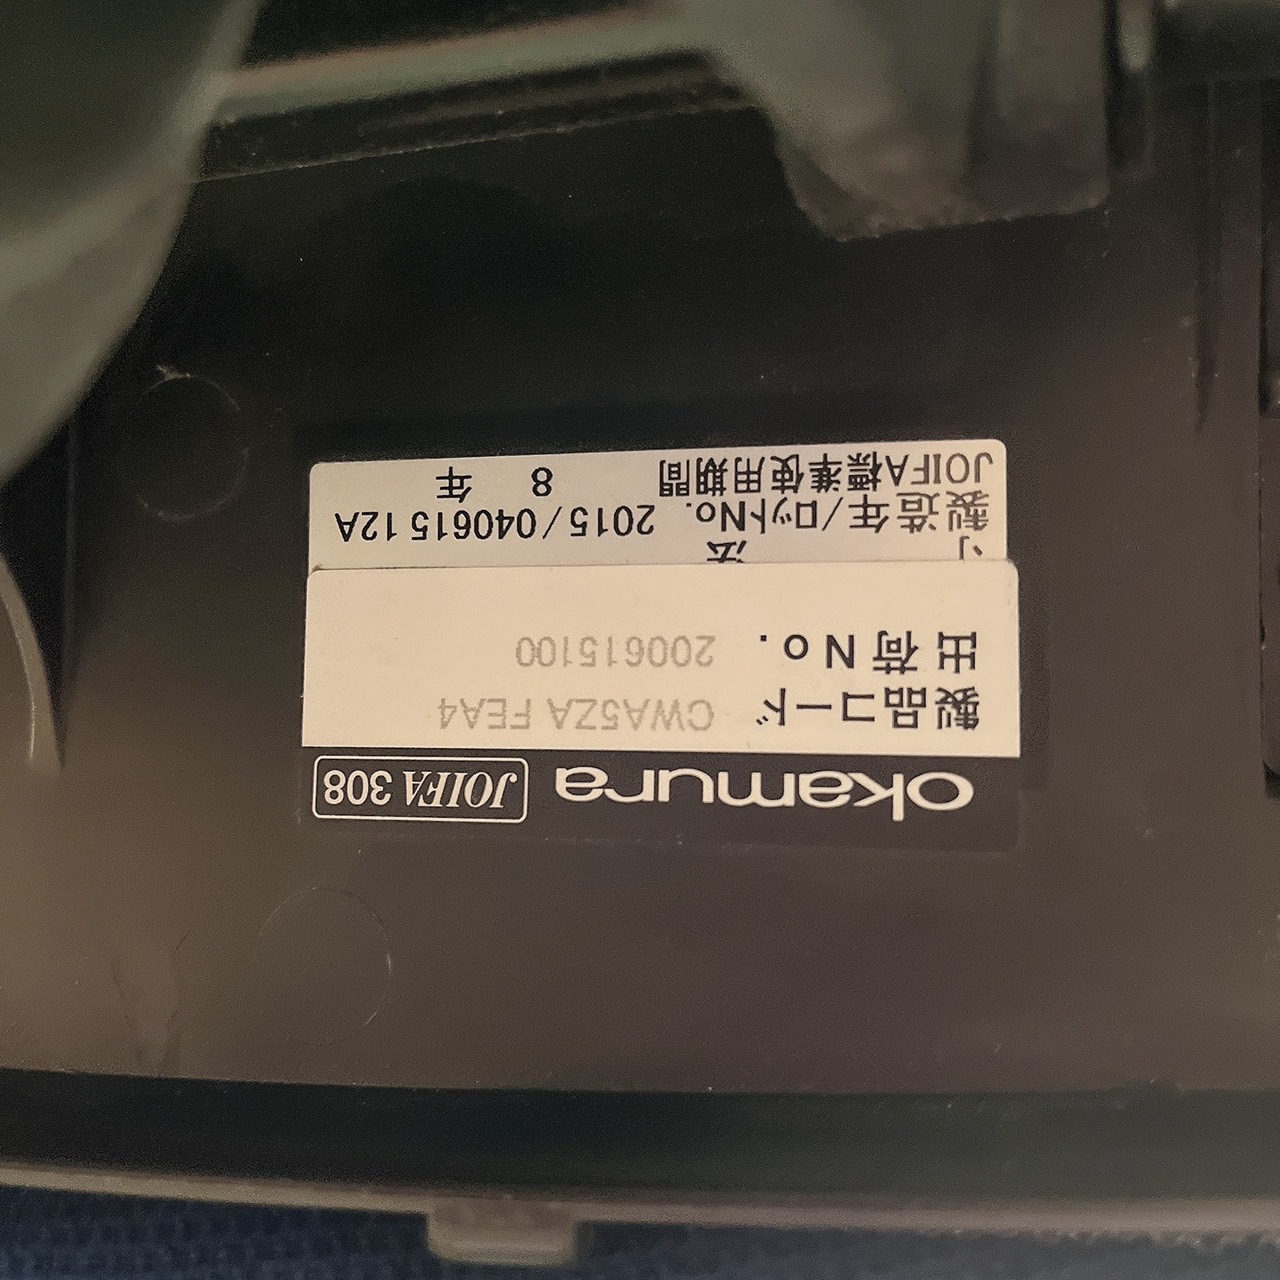 okamura JOIFA 308
製品コード CWA5ZA FEA4
出荷No. 200615100
法
製造年/ロットNo. 2015/040615 12A
JOIFA標準使用期間 8 年